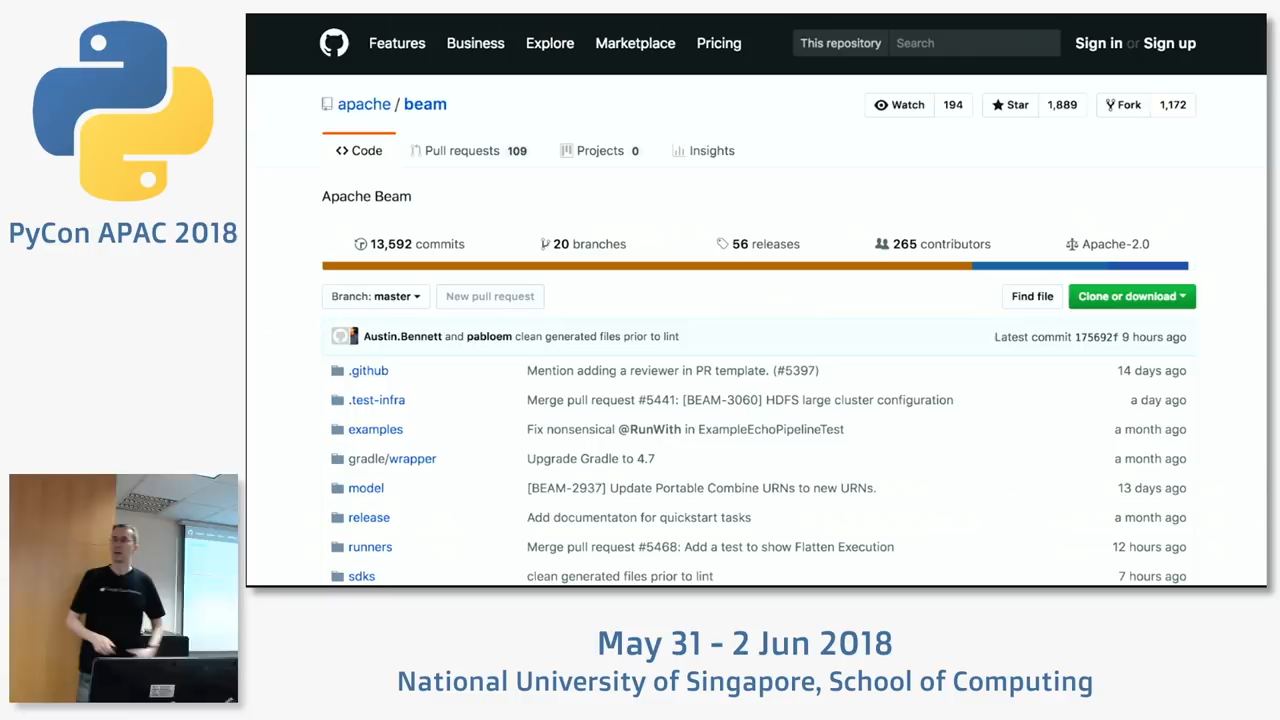 PyCon APAC 2018
Features Business Explore Marketplace Pricing This repository Search Sign in or Sign up
apache / beam Watch 194 Star 1,889 Fork 1,172
Code Pull requests 109 Projects 0 Insights
Apache Beam
13,592 commits 20 branches 56 releases 265 contributors Apache-2.0
Branch: master New pull request Find file Clone or download
Austin.Bennett and pabloem clean generated files prior to lint Latest commit 175692f 9 hours ago
.github Mention adding a reviewer in PR template. (#5397) 14 days ago
.test-infra Merge pull request #5441: [BEAM-3060] HDFS large cluster configuration a day ago
examples Fix nonsensical @RunWith in ExampleEchoPipelineTest a month ago
gradle/wrapper Upgrade Gradle to 4.7 a month ago
model [BEAM-2937] Update Portable Combine URNs to new URNs. 13 days ago
release Add documentaton for quickstart tasks a month ago
runners Merge pull request #5468: Add a test to show Flatten Execution 12 hours ago
sdks clean generated files prior to lint 7 hours ago
May 31 - 2 Jun 2018
National University of Singapore, School of Computing